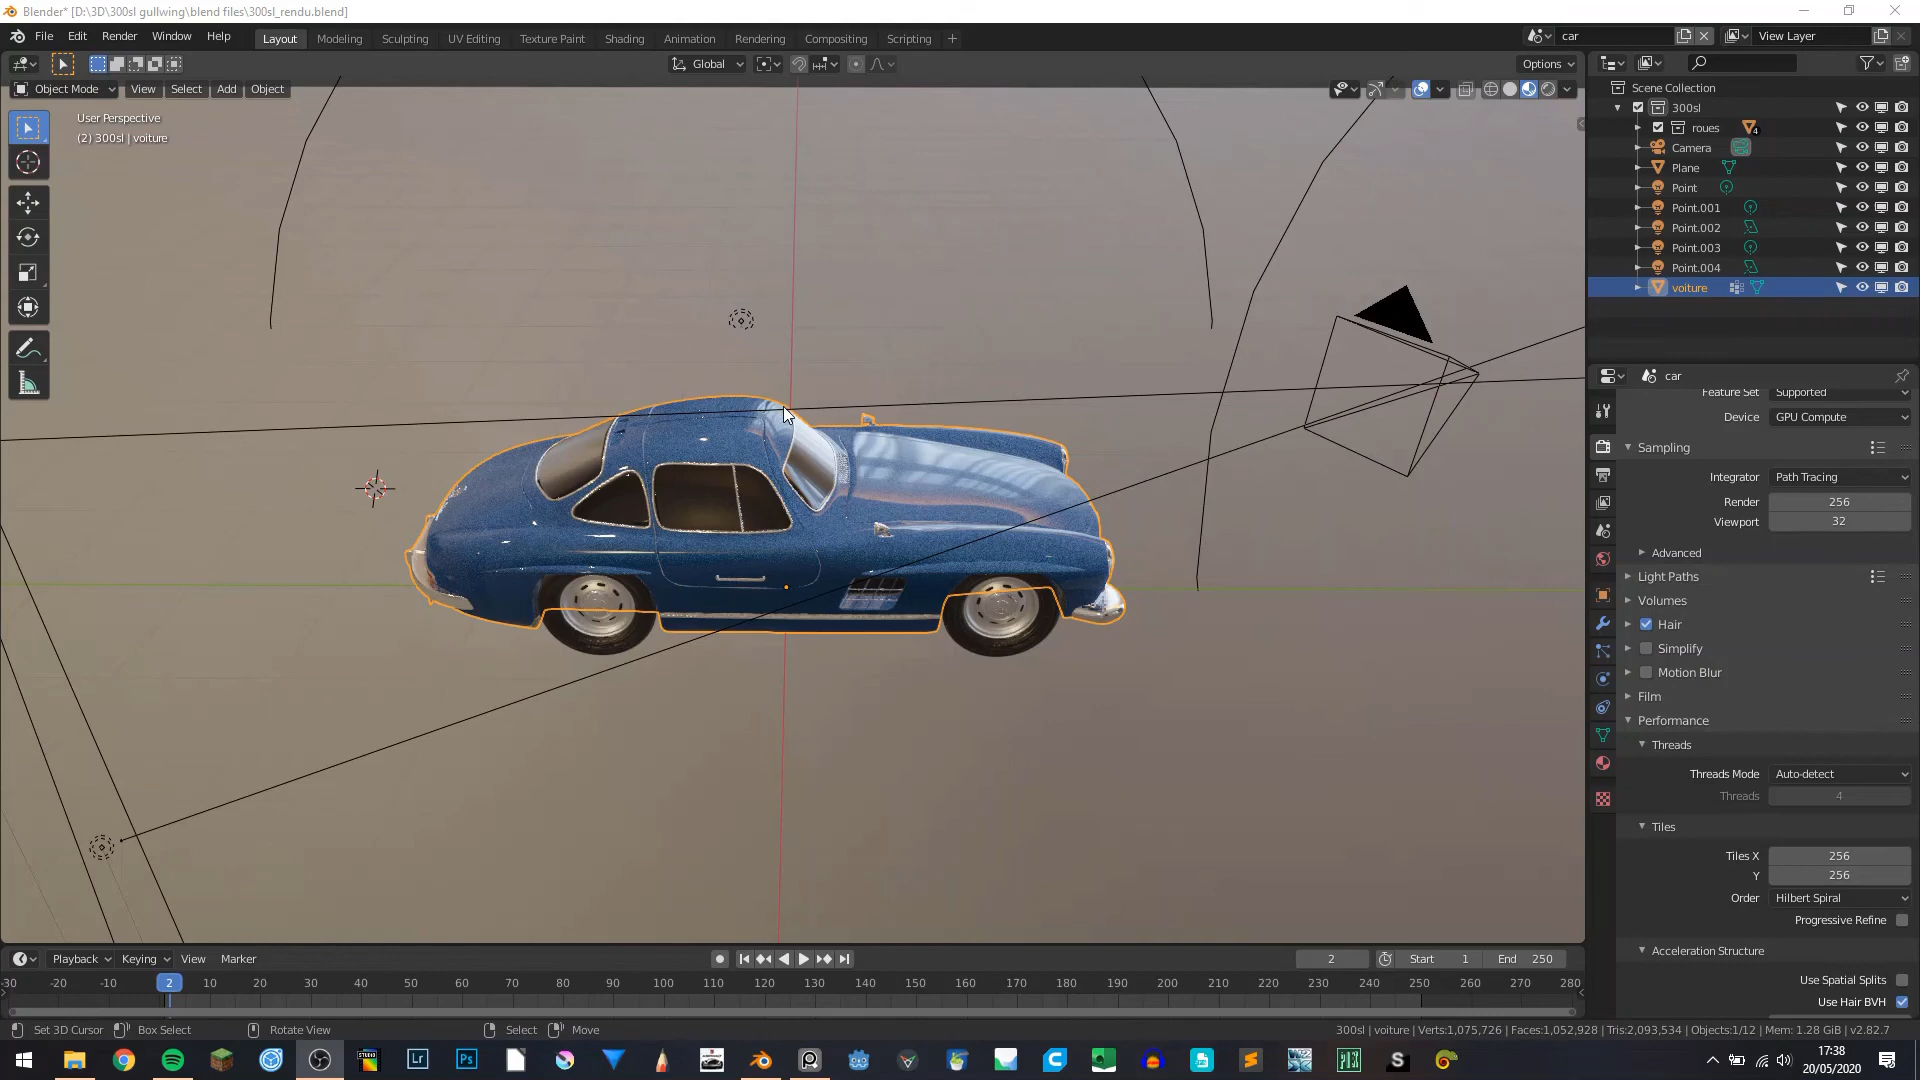 Blender* [D:\3D\300sl gullwing\blend files\300sl_rendu.blend]
File Edit Render Window Help
Layout Modeling Sculpting UV Editing Texture Paint Shading Animation Rendering Compositing Scripting +
car
View Layer
Global
Options
Object Mode View Select Add Object
User Perspective
(2) 300sl | voiture
Scene Collection
300sl
roues 4
Camera
Plane
Point
Point.001
Point.002
Point.003
Point.004
voiture
car
Feature Set Supported
Device GPU Compute
Sampling
Integrator Path Tracing
Render 256
Viewport 32
Advanced
Light Paths
Volumes
Hair
Simplify
Motion Blur
Film
Performance
Threads
Threads Mode Auto-detect
Threads 4
Tiles
Tiles X 256
Y 256
Order Hilbert Spiral
Progressive Refine
Acceleration Structure
Use Spatial Splits
Use Hair BVH
Playback Keying View Marker
2 Start 1 End 250
-30 -20 -10 2 10 20 30 40 50 60 70 80 90 100 110 120 130 140 150 160 170 180 190 200 210 220 230 240 250 260 270 280
Set 3D Cursor Box Select Rotate View Select Move
300sl | voiture | Verts:1,075,726 | Faces:1,052,928 | Tris:2,093,534 | Objects:1/12 | Mem: 1.28 GiB | v2.82.7
STUDIO Lr Ps S
17:38
20/05/2020